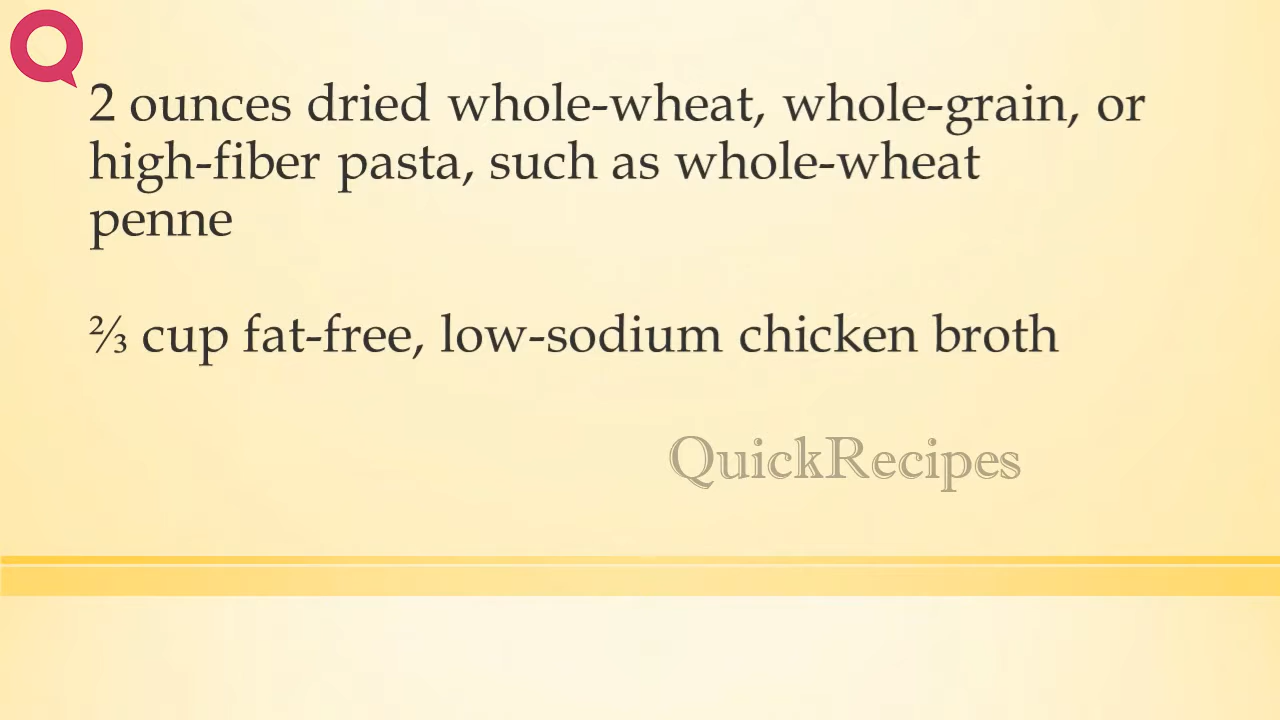 2 ounces dried whole-wheat, whole-grain, or
high-fiber pasta, such as whole-wheat
penne
⅔ cup fat-free, low-sodium chicken broth
QuickRecipes